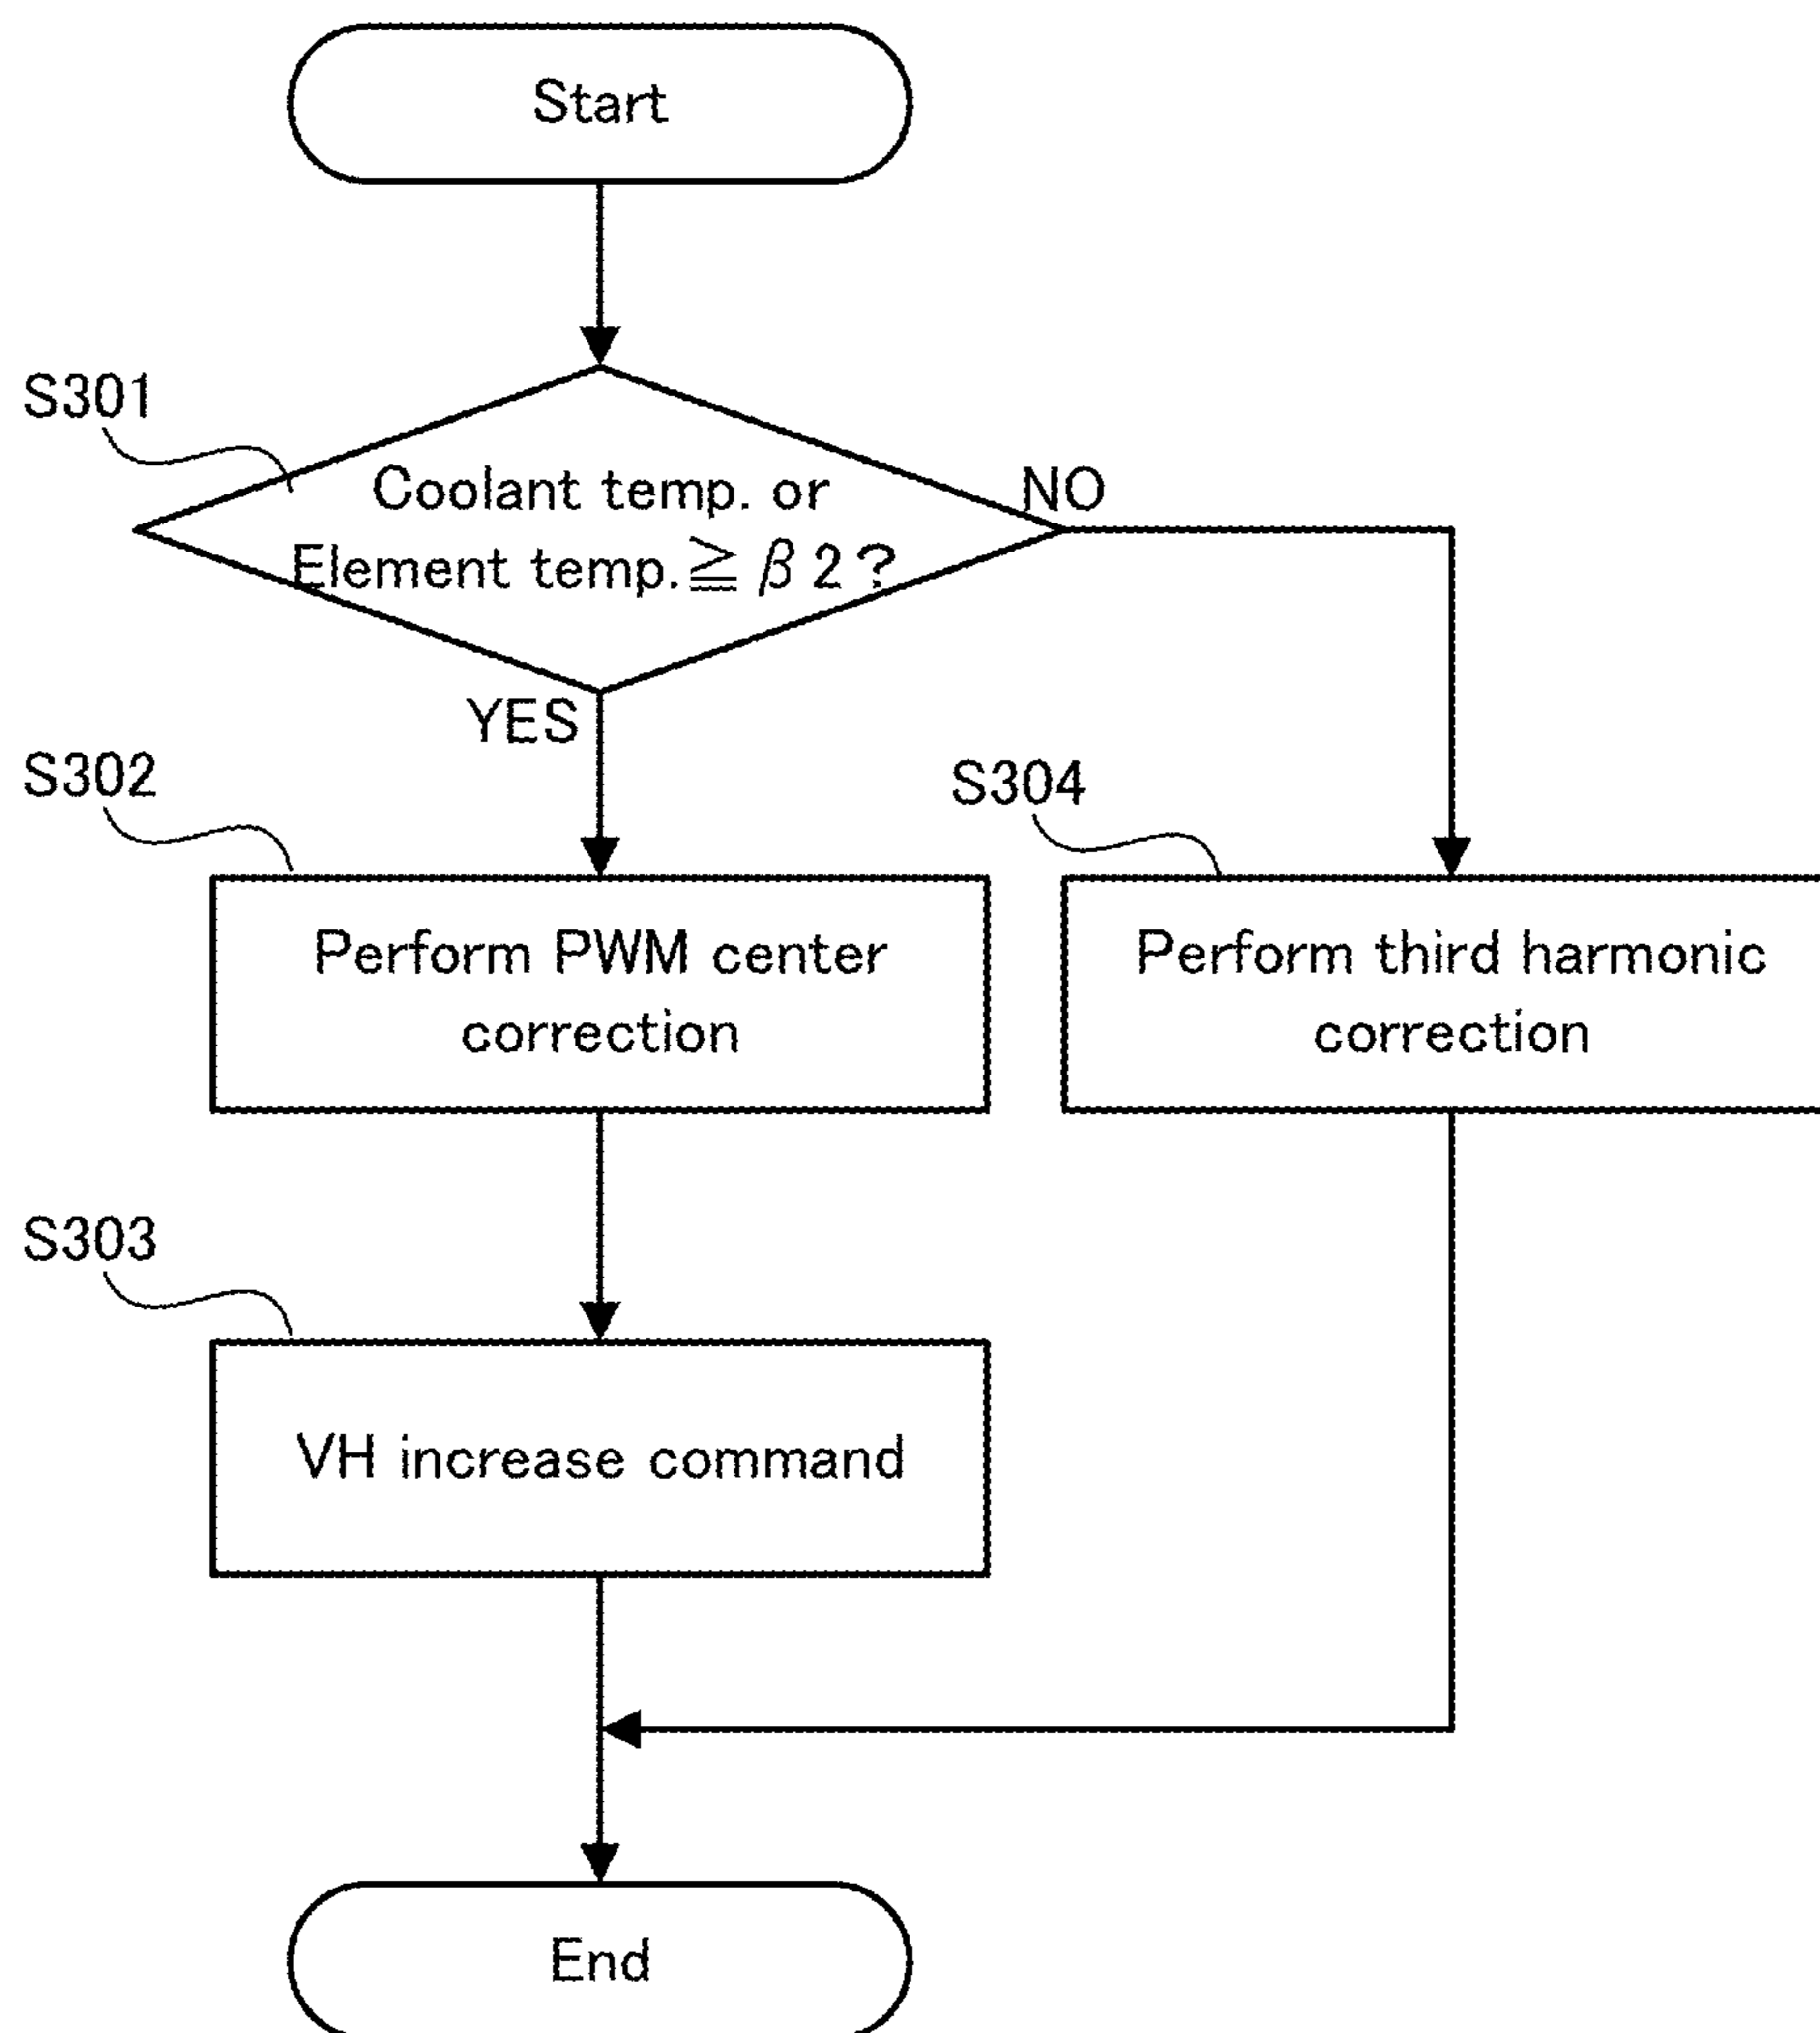 Start
S301
Coolant temp. or
Element temp.≧β2?
NO
YES
S302
Perform PWM center
correction
S304
Perform third harmonic
correction
S303
VH increase command
End